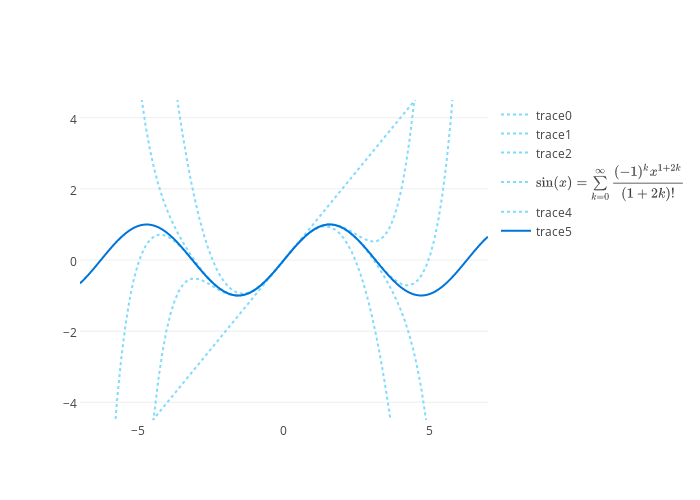 4
2
0
−2
−4
−5
0
5
trace0
trace1
trace2
sin(x) = ∑_{k=0}^{∞} \frac{(−1)^k x^{1+2k}}{(1 + 2k)!}
trace4
trace5